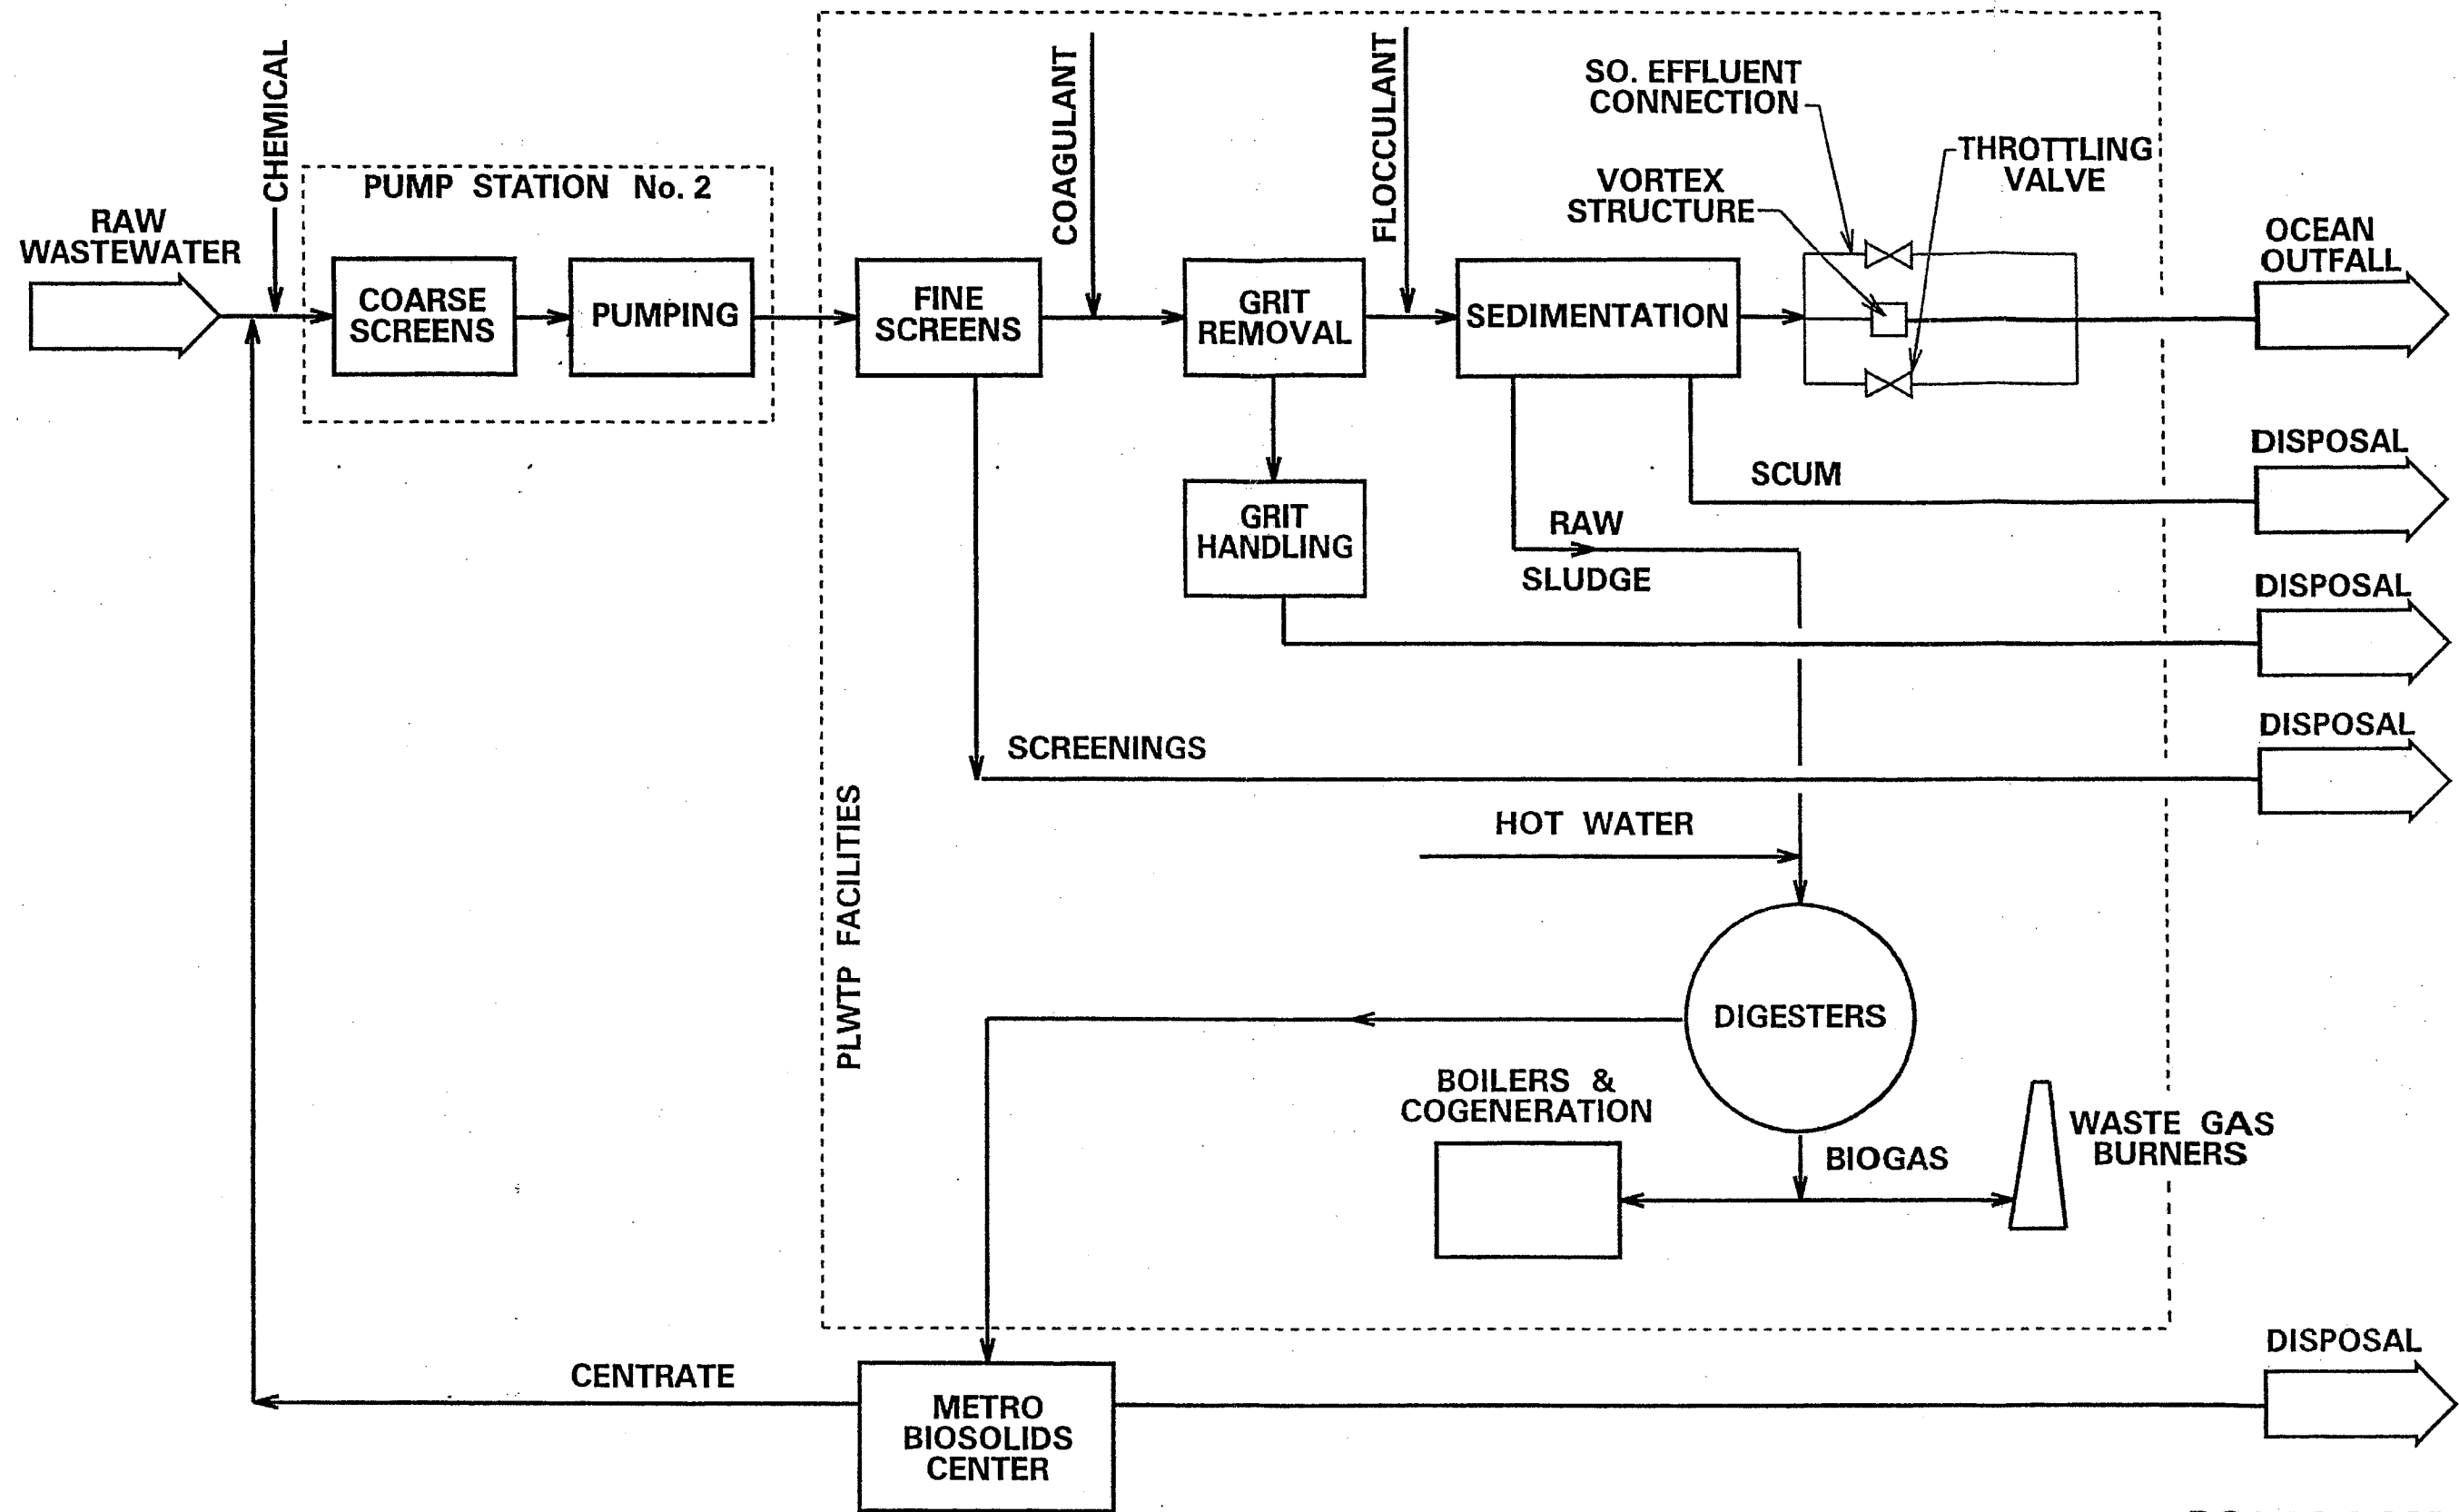 CHEMICAL
PUMP STATION No. 2
RAW
WASTEWATER
COARSE
SCREENS
PUMPING
COAGULANT
FLOCCULANT
FINE
SCREENS
GRIT
REMOVAL
SEDIMENTATION
SO. EFFLUENT
CONNECTION
VORTEX
STRUCTURE
THROTTLING
VALVE
OCEAN
OUTFALL
DISPOSAL
SCUM
GRIT
HANDLING
RAW
SLUDGE
DISPOSAL
SCREENINGS
DISPOSAL
HOT WATER
PLWTP FACILITIES
DIGESTERS
BOILERS &
COGENERATION
BIOGAS
WASTE GAS
BURNERS
CENTRATE
METRO
BIOSOLIDS
CENTER
DISPOSAL